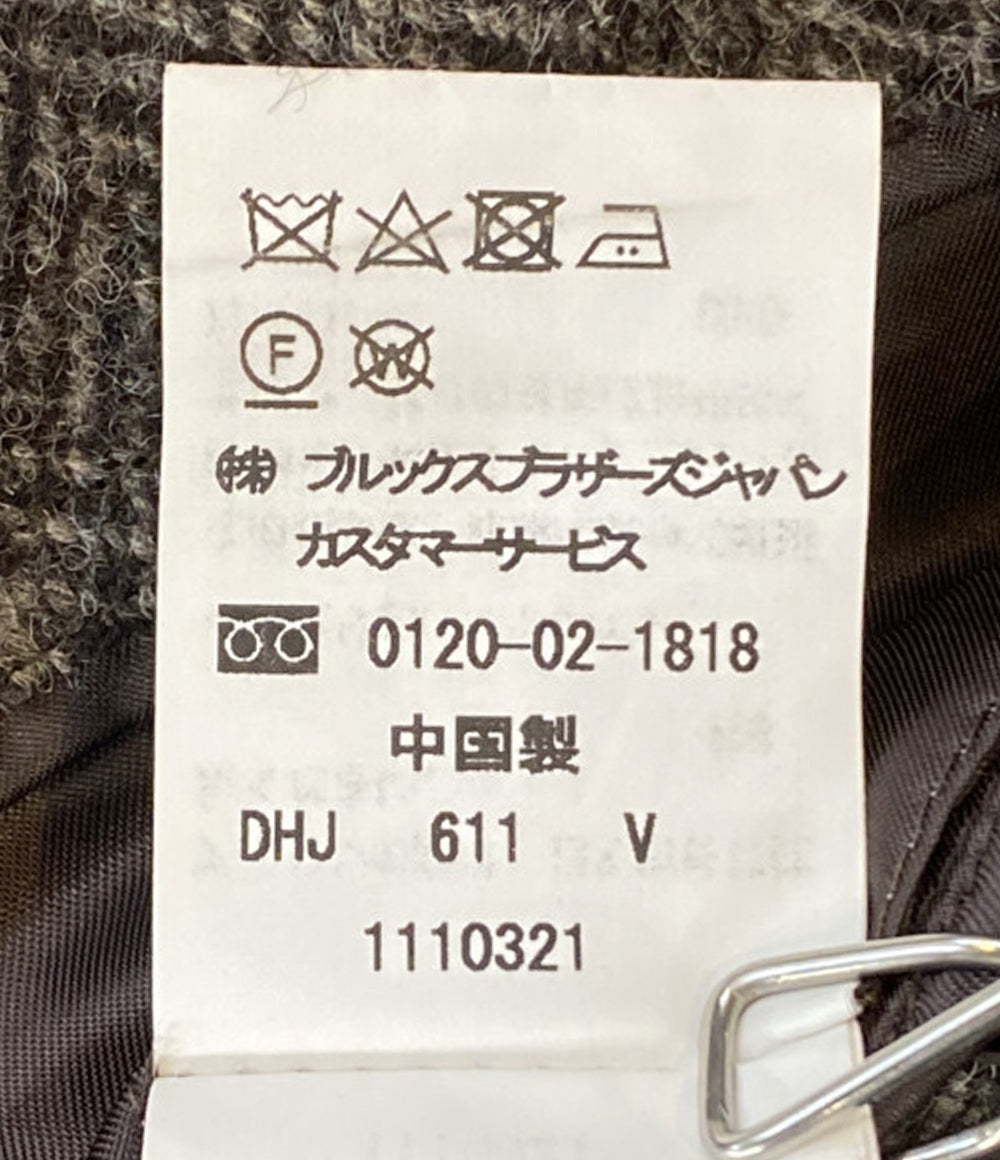 F W
㈱ ブルックスブラザーズジャパン
カスタマーサービス
0120-02-1818
中国製
DHJ 611 V
1110321